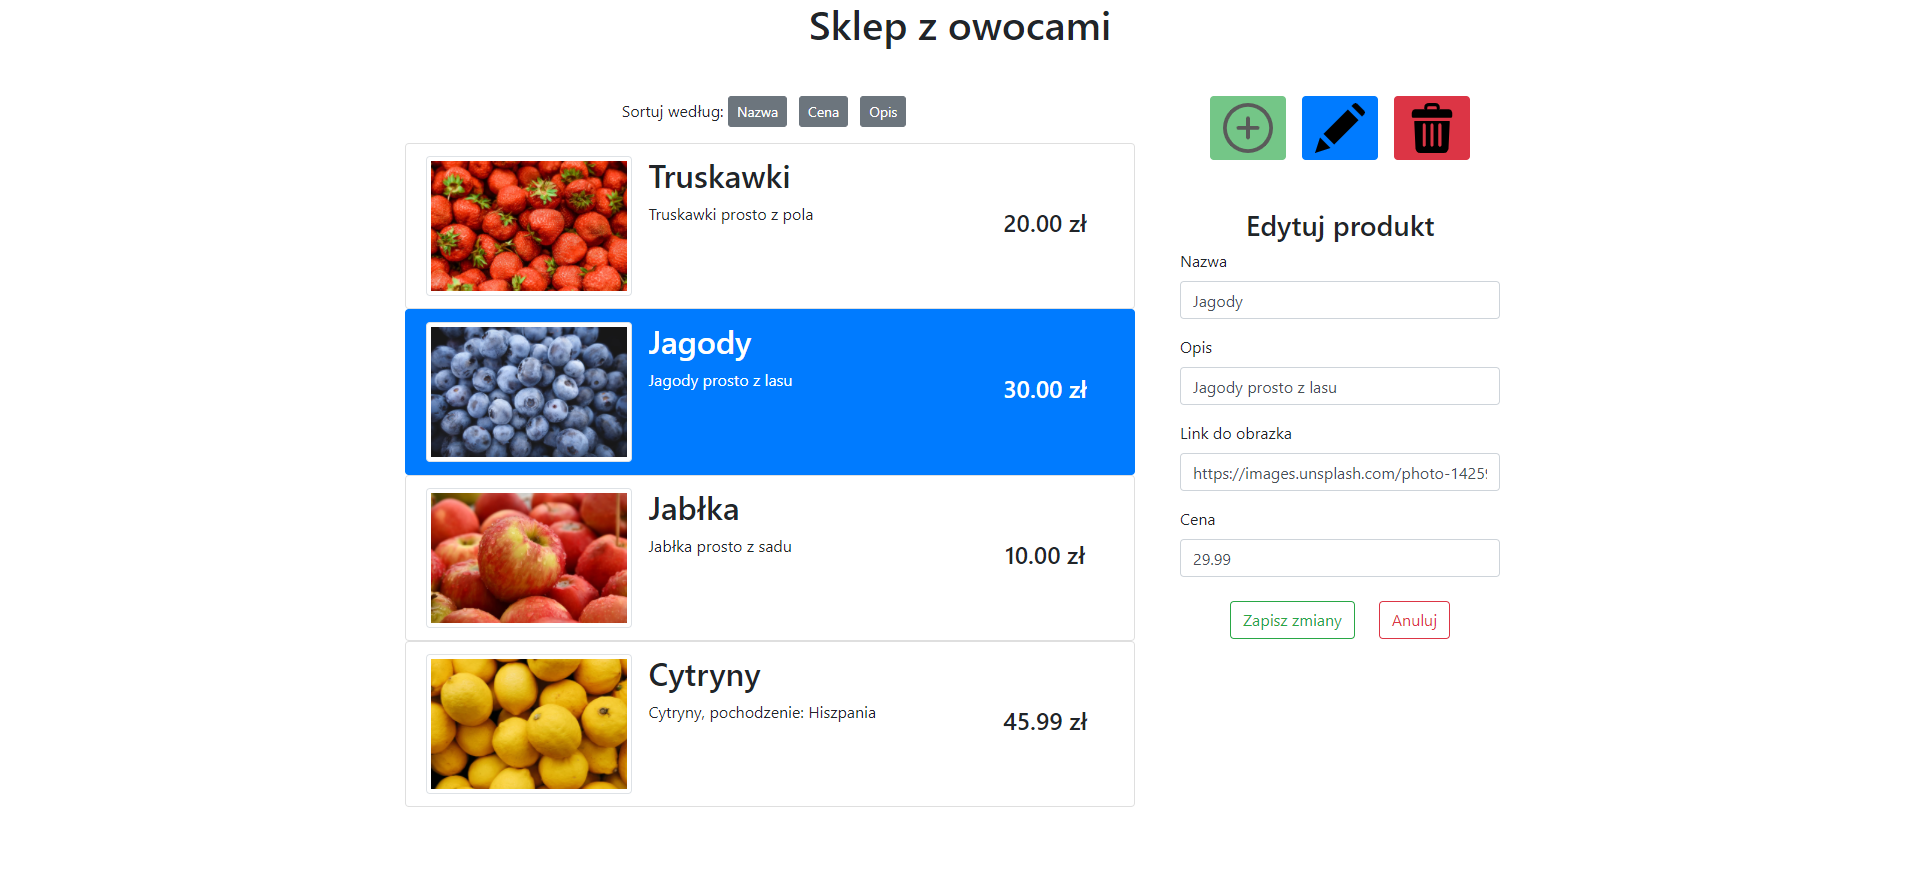 Sklep z owocami
Sortuj według: Nazwa Cena Opis
Truskawki
Truskawki prosto z pola
20.00 zł
Jagody
Jagody prosto z lasu
30.00 zł
Jabłka
Jabłka prosto z sadu
10.00 zł
Cytryny
Cytryny, pochodzenie: Hiszpania
45.99 zł
Edytuj produkt
Nazwa
Jagody
Opis
Jagody prosto z lasu
Link do obrazka
https://images.unsplash.com/photo-1425
Cena
29.99
Zapisz zmiany Anuluj